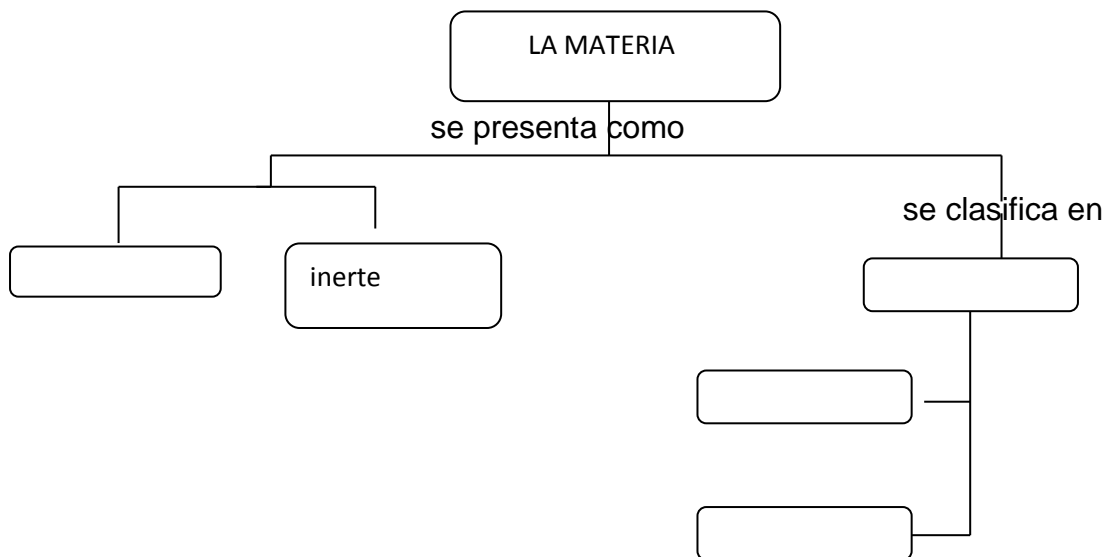 LA MATERIA
se presenta como
se clasifica en
inerte